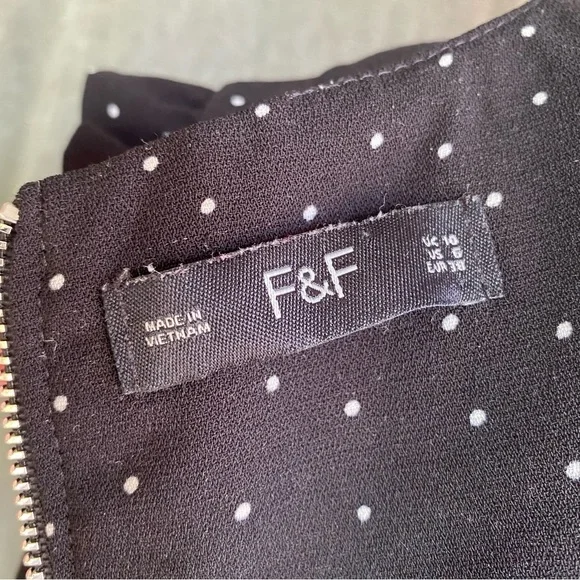 MADE IN
VIETNAM
F&F
UK 10
US 6
EUR 38